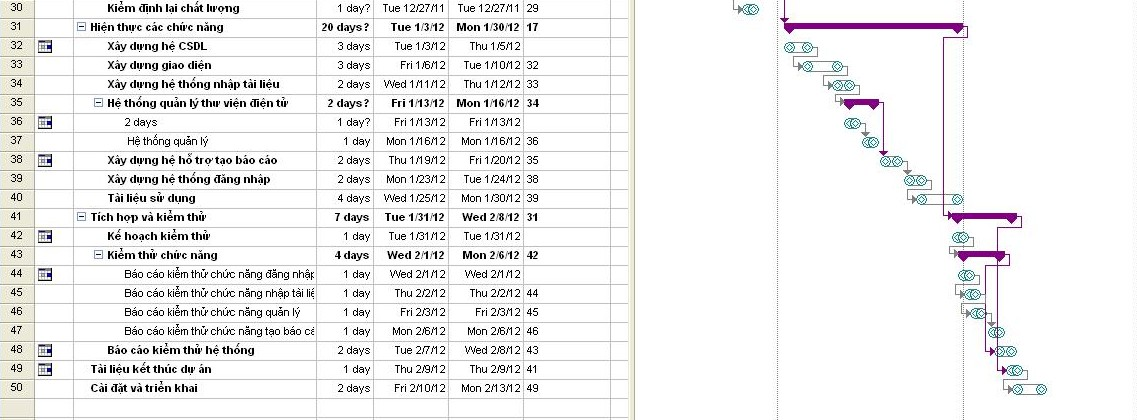 30 Kiểm định lại chất lượng 1 day? Tue 12/27/11 Tue 12/27/11 29
31 Hiện thực các chức năng 20 days? Tue 1/3/12 Mon 1/30/12 17
32 Xây dựng hệ CSDL 3 days Tue 1/3/12 Thu 1/5/12
33 Xây dựng giao diện 3 days Fri 1/6/12 Tue 1/10/12 32
34 Xây dựng hệ thống nhập tài liệu 2 days Wed 1/11/12 Thu 1/12/12 33
35 Hệ thống quản lý thư viện điện tử 2 days? Fri 1/13/12 Mon 1/16/12 34
36 2 days 1 day? Fri 1/13/12 Fri 1/13/12
37 Hệ thống quản lý 1 day Mon 1/16/12 Mon 1/16/12 36
38 Xây dựng hệ hỗ trợ tạo báo cáo 2 days Thu 1/19/12 Fri 1/20/12 35
39 Xây dựng hệ thống đăng nhập 2 days Mon 1/23/12 Tue 1/24/12 38
40 Tài liệu sử dụng 4 days Wed 1/25/12 Mon 1/30/12 39
41 Tích hợp và kiểm thử 7 days Tue 1/31/12 Wed 2/8/12 31
42 Kế hoạch kiểm thử 1 day Tue 1/31/12 Tue 1/31/12
43 Kiểm thử chức năng 4 days Wed 2/1/12 Mon 2/6/12 42
44 Báo cáo kiểm thử chức năng đăng nhập 1 day Wed 2/1/12 Wed 2/1/12
45 Báo cáo kiểm thử chức năng nhập tài 1 day Thu 2/2/12 Thu 2/2/12 44
46 Báo cáo kiểm thử chức năng quản lý 1 day Fri 2/3/12 Fri 2/3/12 45
47 Báo cáo kiểm thử chức năng tạo báo 1 day Mon 2/6/12 Mon 2/6/12 46
48 Báo cáo kiểm thử hệ thống 2 days Tue 2/7/12 Wed 2/8/12 43
49 Tài liệu kết thúc dự án 1 day Thu 2/9/12 Thu 2/9/12 41
50 Cài đặt và triển khai 2 days Fri 2/10/12 Mon 2/13/12 49